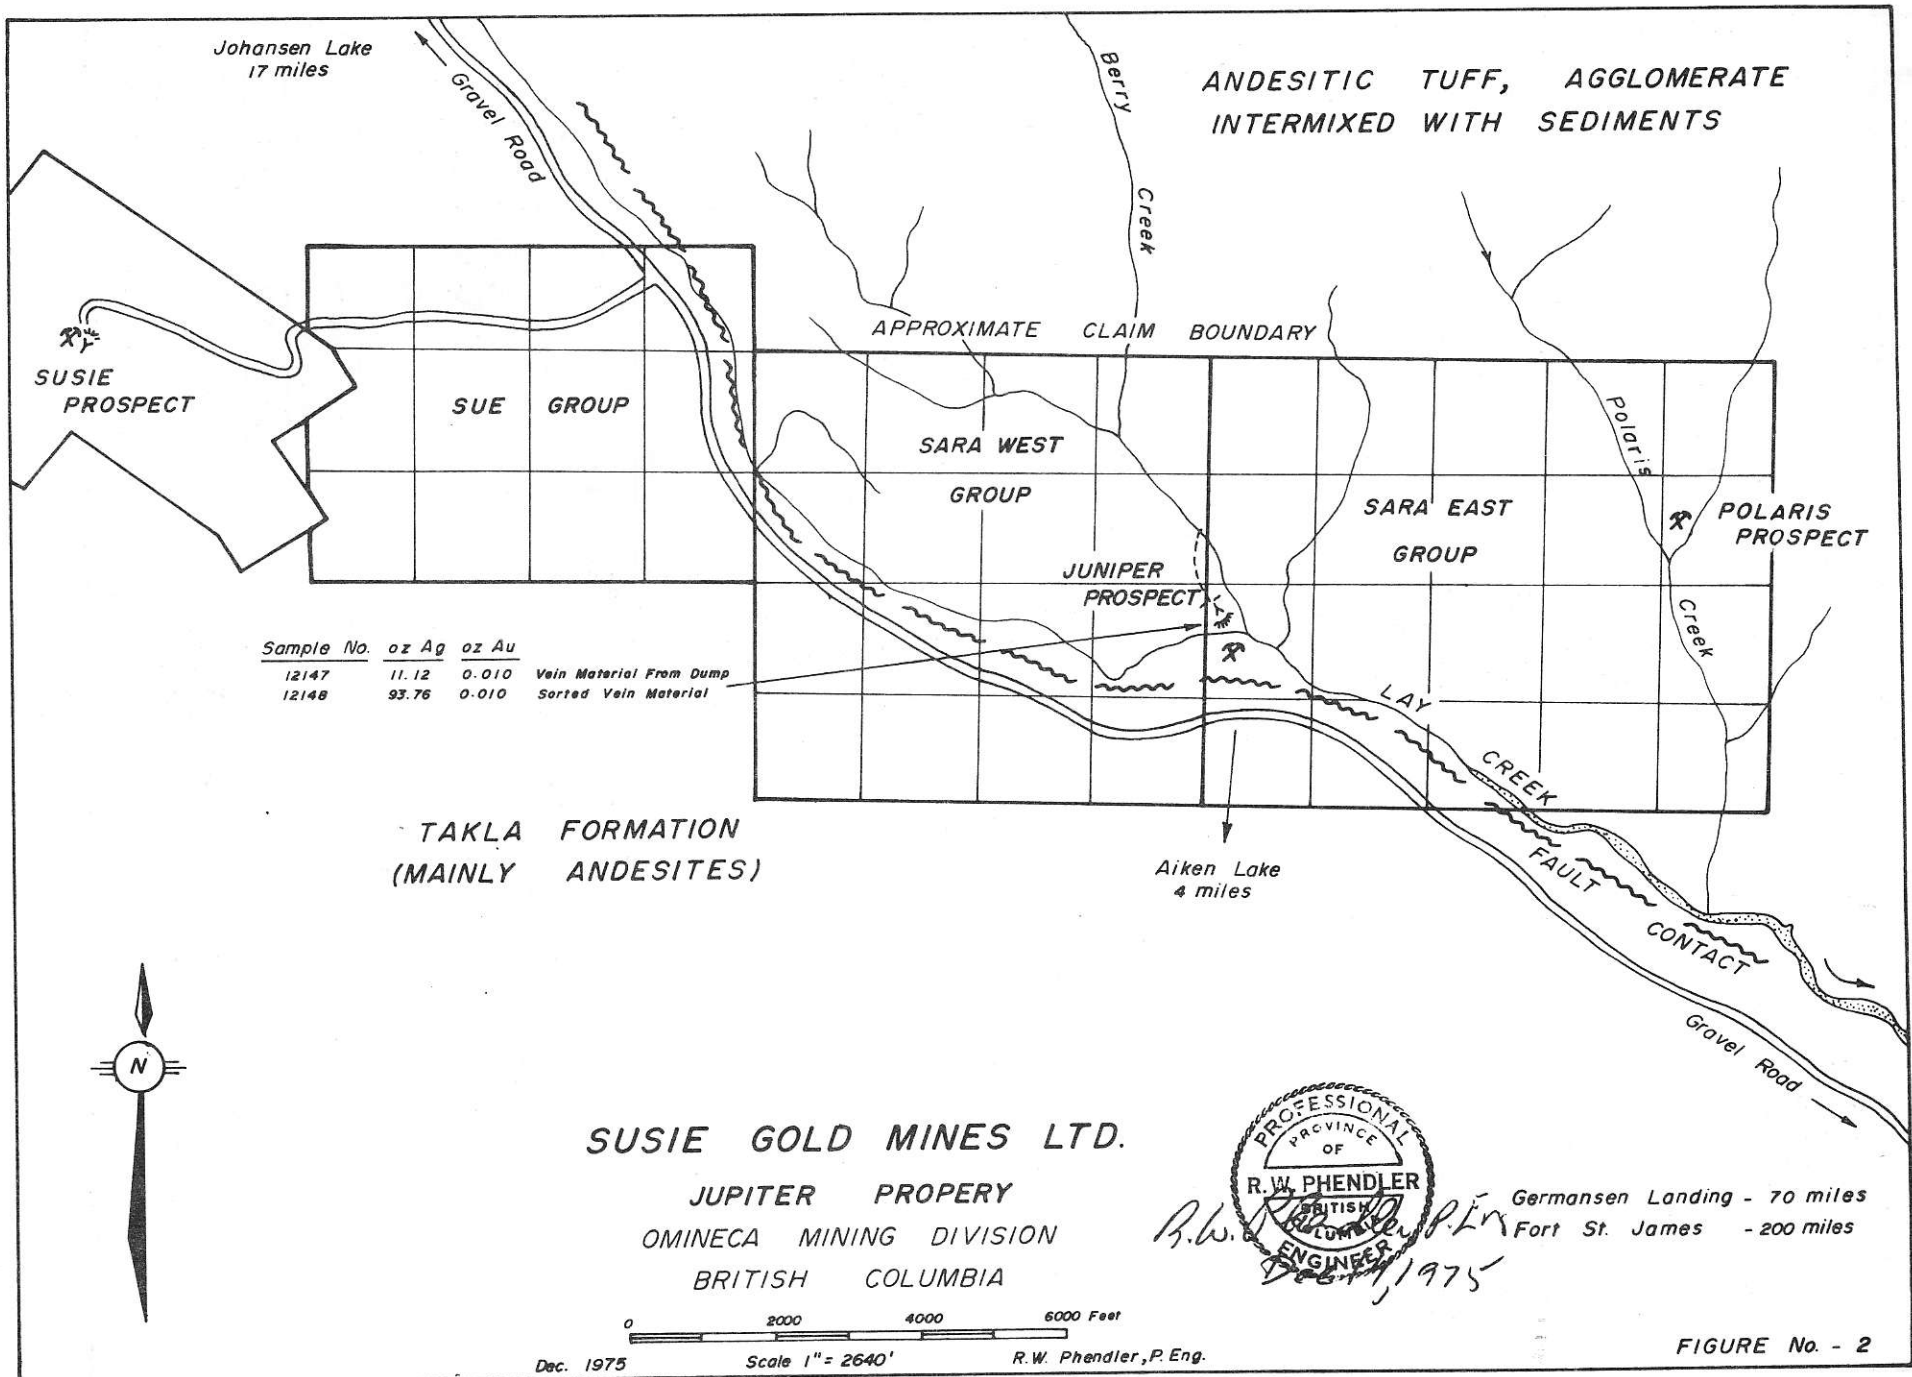 Johansen Lake
17 miles
Gravel Road
Berry Creek
ANDESITIC TUFF, AGGLOMERATE
INTERMIXED WITH SEDIMENTS
APPROXIMATE CLAIM BOUNDARY
SUSIE
PROSPECT
SUE GROUP
SARA WEST
GROUP
SARA EAST
GROUP
Polaris Creek
POLARIS
PROSPECT
JUNIPER
PROSPECT
Sample No. oz Ag oz Au
12147 11.12 0.010 Vein Material From Dump
12148 93.76 0.010 Sorted Vein Material
LAY CREEK
FAULT CONTACT
TAKLA FORMATION
(MAINLY ANDESITES)
Aiken Lake
4 miles
Gravel Road
N
SUSIE GOLD MINES LTD.
JUPITER PROPERY
OMINECA MINING DIVISION
BRITISH COLUMBIA
PROFESSIONAL
PROVINCE
OF
R.W. PHENDLER
BRITISH
COLUMBIA
ENGINEER
R.W. Phendler P.Eng
Dec. 1975
Germansen Landing - 70 miles
Fort St. James - 200 miles
0 2000 4000 6000 Feet
Dec. 1975 Scale 1" = 2640' R.W. Phendler, P. Eng.
FIGURE No. - 2